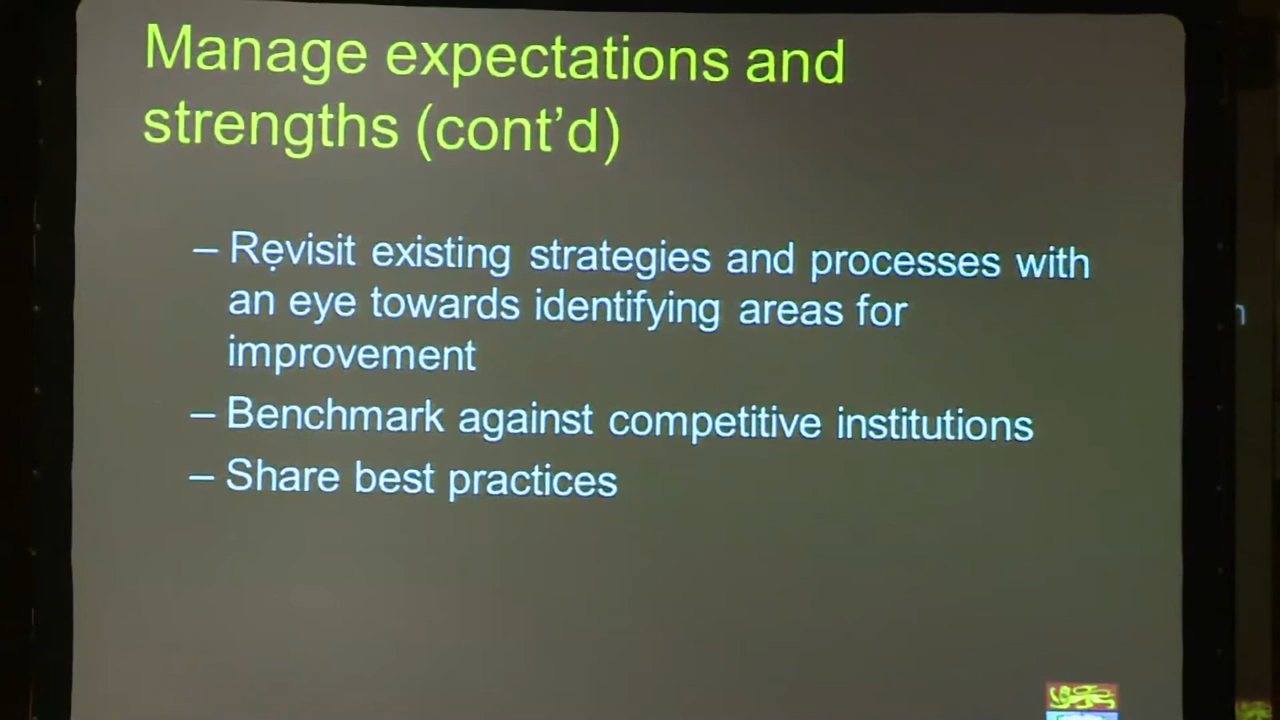 Manage expectations and
strengths (cont’d)
– Revisit existing strategies and processes with
an eye towards identifying areas for
improvement
– Benchmark against competitive institutions
– Share best practices